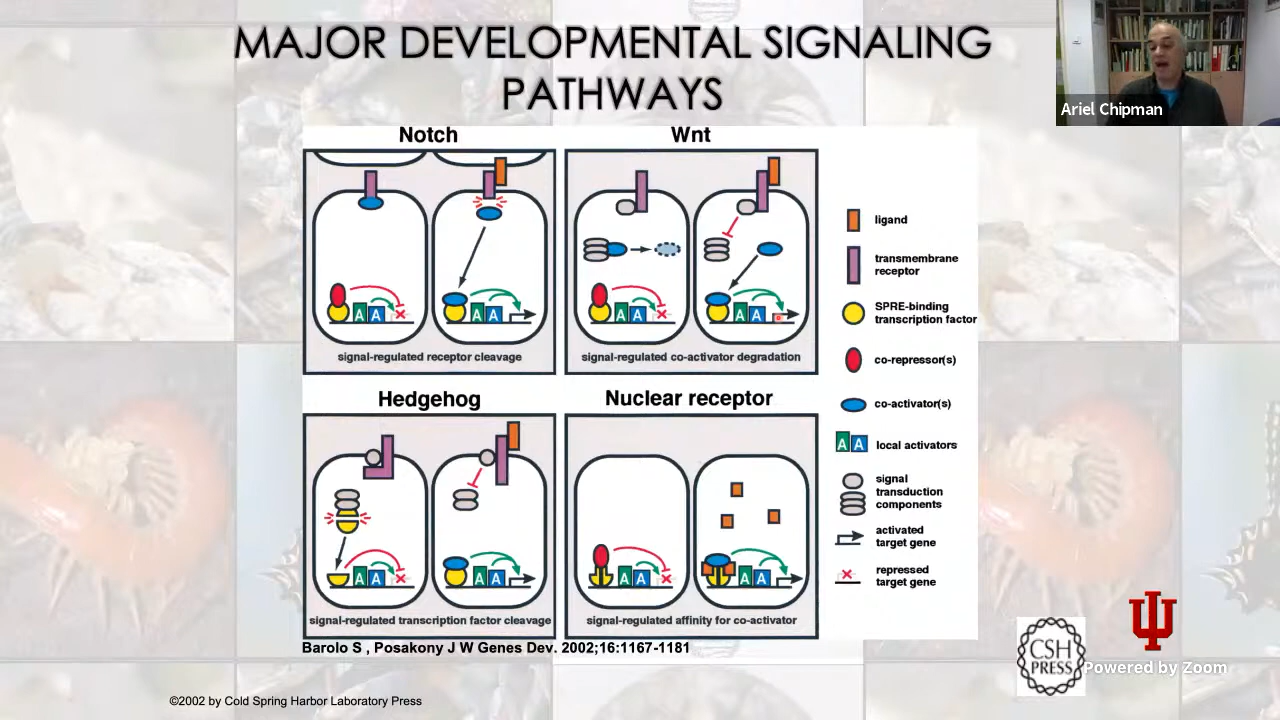 MAJOR DEVELOPMENTAL SIGNALING
PATHWAYS
Ariel Chipman
Notch
Wnt
A A
A A
A A
A A
signal-regulated receptor cleavage
signal-regulated co-activator degradation
Hedgehog
Nuclear receptor
A A
A A
A A
A A
signal-regulated transcription factor cleavage
signal-regulated affinity for co-activator
ligand
transmembrane
receptor
SPRE-binding
transcription factor
co-repressor(s)
co-activator(s)
A A local activators
signal
transduction
components
activated
target gene
repressed
target gene
Barolo S , Posakony J W Genes Dev. 2002;16:1167-1181
CSH
PRESS
Powered by Zoom
©2002 by Cold Spring Harbor Laboratory Press